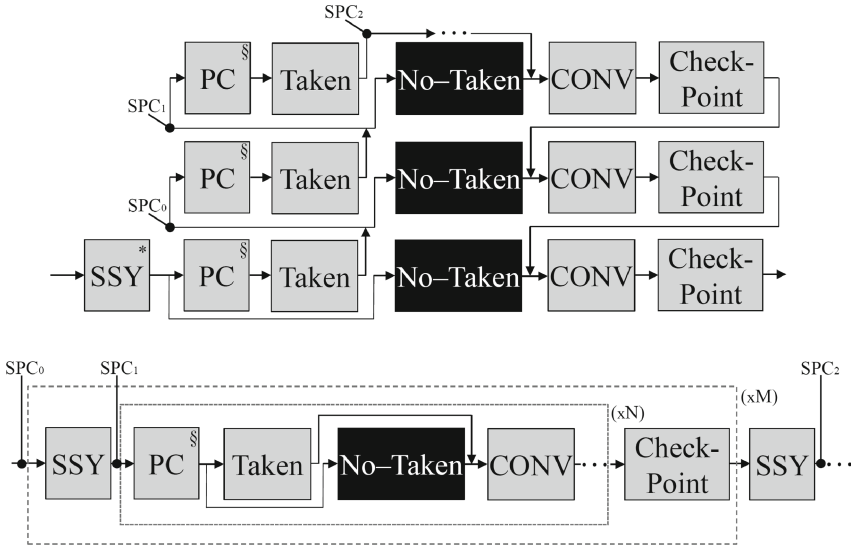 SPC₂
PC § Taken No–Taken CONV Check-Point
SPC₁
PC § Taken No–Taken CONV Check-Point
SPC₀
SSY * PC § Taken No–Taken CONV Check-Point
SPC₀ SPC₁ SPC₂
(xN) (xM)
SSY PC § Taken No–Taken CONV Check-Point SSY